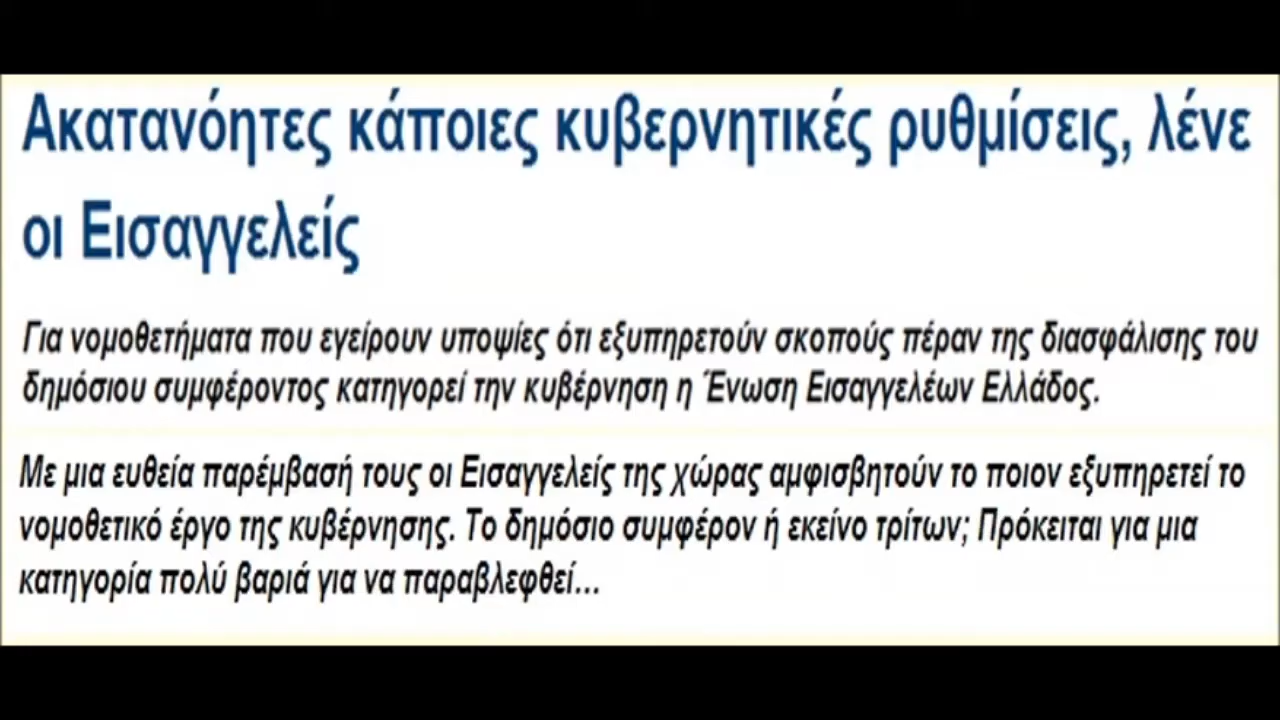 Ακατανόητες κάποιες κυβερνητικές ρυθμίσεις, λένε
οι Εισαγγελείς
Για νομοθετήματα που εγείρουν υποψίες ότι εξυπηρετούν σκοπούς πέραν της διασφάλισης του
δημόσιου συμφέροντος κατηγορεί την κυβέρνηση η Ένωση Εισαγγελέων Ελλάδος.
Με μια ευθεία παρέμβασή τους οι Εισαγγελείς της χώρας αμφισβητούν το ποιον εξυπηρετεί το
νομοθετικό έργο της κυβέρνησης. Το δημόσιο συμφέρον ή εκείνο τρίτων; Πρόκειται για μια
κατηγορία πολύ βαριά για να παραβλεφθεί...